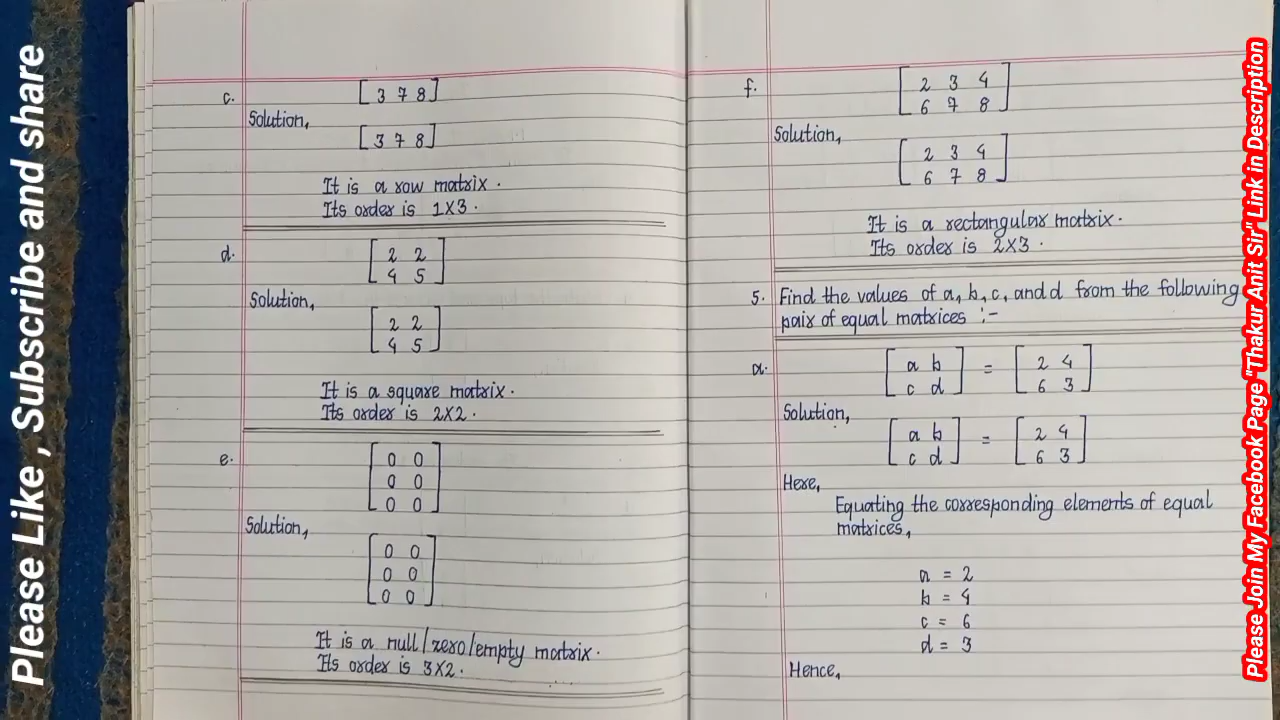 Please Like , Subscribe and share
c.
[ 3 7 8 ]
Solution,
[ 3 7 8 ]
It is a row matrix.
Its order is 1X3.
d.
[ 2 2
4 5 ]
Solution,
[ 2 2
4 5 ]
It is a square matrix.
Its order is 2X2.
e.
[ 0 0
0 0
0 0 ]
Solution,
[ 0 0
0 0
0 0 ]
It is a null/zero/empty matrix.
Its order is 3X2.
f.
[ 2 3 4
6 7 8 ]
Solution,
[ 2 3 4
6 7 8 ]
It is a rectangular matrix.
Its order is 2X3.
5. Find the values of a, b, c, and d from the following
pair of equal matrices :-
a.
[ a b ] = [ 2 4 ]
[ c d ] [ 6 3 ]
Solution,
[ a b ] = [ 2 4 ]
[ c d ] [ 6 3 ]
Here,
Equating the corresponding elements of equal
matrices,
a = 2
b = 4
c = 6
d = 3
Hence,
Please Join My Facebook Page "Thakur Anit Sir' Link in Description